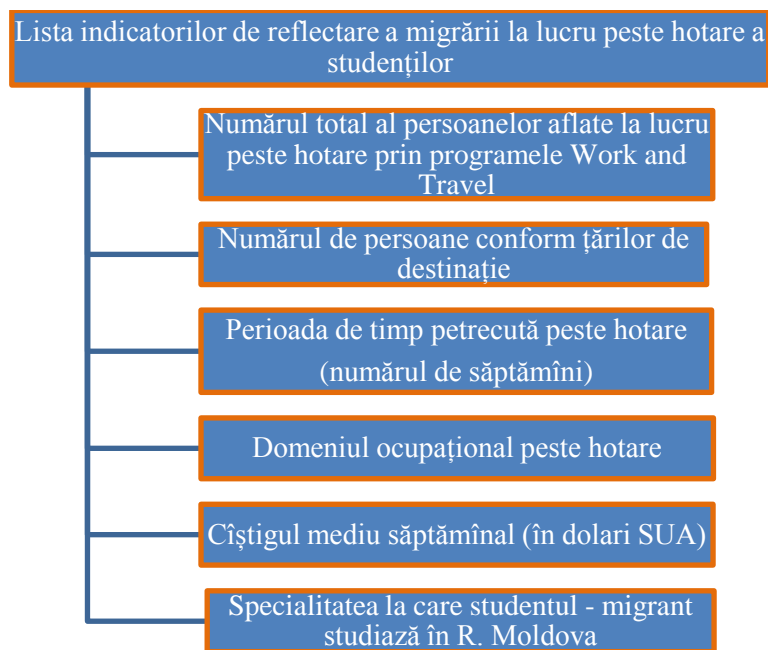 Lista indicatorilor de reflectare a migrării la lucru peste hotare a
studenților
Numărul total al persoanelor aflate la lucru
peste hotare prin programele Work and
Travel
Numărul de persoane conform țărilor de
destinație
Perioada de timp petrecută peste hotare
(numărul de săptămîni)
Domeniul ocupațional peste hotare
Cîștigul mediu săptămînal (în dolari SUA)
Specialitatea la care studentul - migrant
studiază în R. Moldova